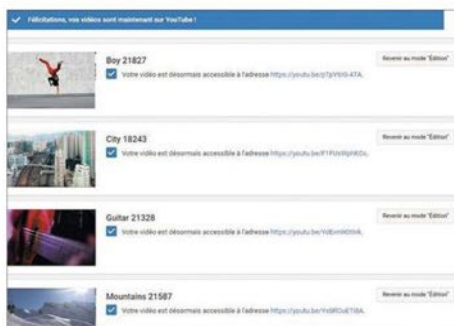 Félicitations, vos vidéos sont maintenant sur YouTube !
Boy 21827
Revenir au mode "Édition"
Votre vidéo est désormais accessible à l'adresse
City 18243
Revenir au mode "Édition"
Votre vidéo est désormais accessible à l'adresse
Guitar 21328
Revenir au mode "Édition"
Votre vidéo est désormais accessible à l'adresse
Mountains 21587
Revenir au mode "Édition"
Votre vidéo est désormais accessible à l'adresse